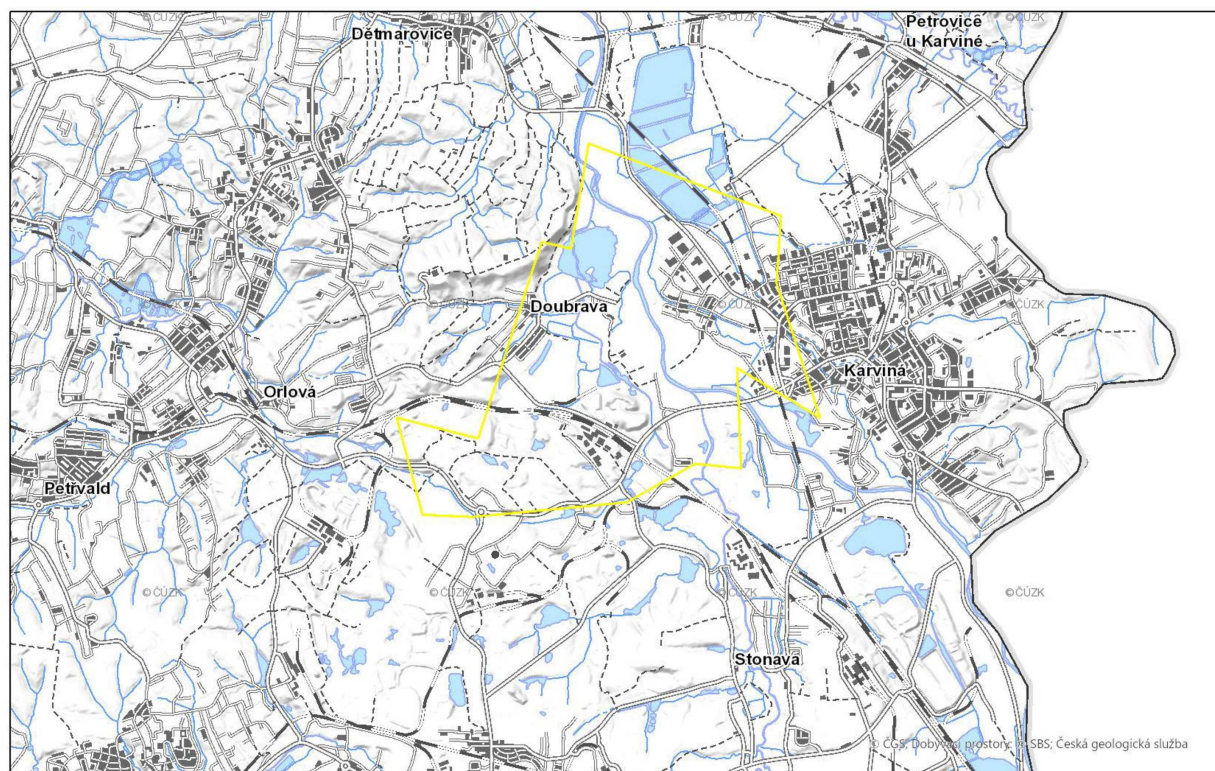 © ČÚZK
© ČÚZK
© ČÚZK
Dětmarovice
Petrovice
u Karviné
© ČÚZK
© ČÚZK
© ČÚZK
© ČÚZK
Doubrava
Karviná
Orlová
Petřvald
© ČÚZK
© ČÚZK
© ČÚZK
© ČÚZK
Stonava
© ČGS; Dobývací prostory: © SBS; Česká geologická služba